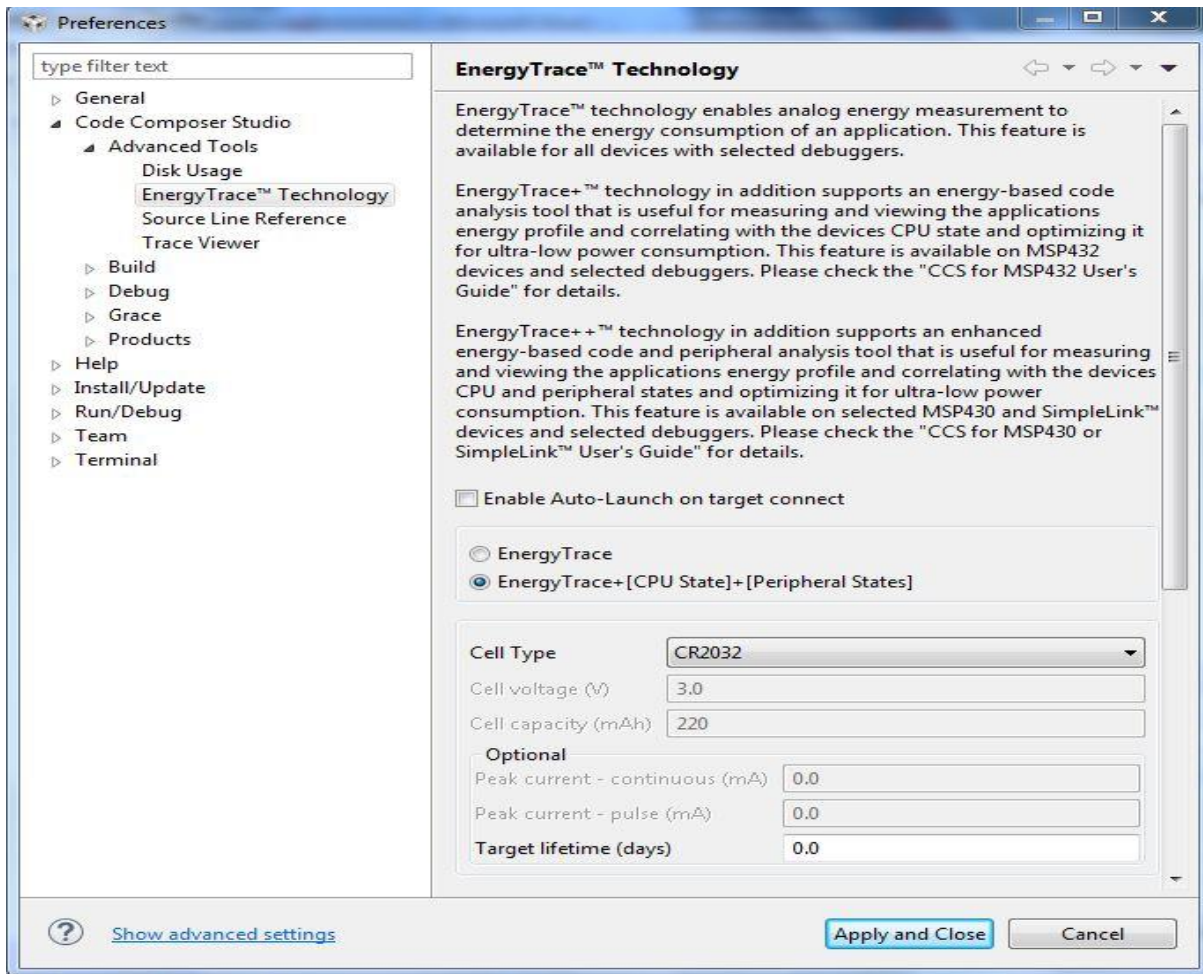 Preferences
type filter text
General
Code Composer Studio
Advanced Tools
Disk Usage
EnergyTrace™ Technology
Source Line Reference
Trace Viewer
Build
Debug
Grace
Products
Help
Install/Update
Run/Debug
Team
Terminal
EnergyTrace™ Technology
EnergyTrace™ technology enables analog energy measurement to
determine the energy consumption of an application. This feature is
available for all devices with selected debuggers.
EnergyTrace+™ technology in addition supports an energy-based code
analysis tool that is useful for measuring and viewing the applications
energy profile and correlating with the devices CPU state and optimizing it
for ultra-low power consumption. This feature is available on MSP432
devices and selected debuggers. Please check the "CCS for MSP432 User's
Guide" for details.
EnergyTrace++™ technology in addition supports an enhanced
energy-based code and peripheral analysis tool that is useful for measuring
and viewing the applications energy profile and correlating with the devices
CPU and peripheral states and optimizing it for ultra-low power
consumption. This feature is available on selected MSP430 and SimpleLink™
devices and selected debuggers. Please check the "CCS for MSP430 or
SimpleLink™ User's Guide" for details.
Enable Auto-Launch on target connect
EnergyTrace
EnergyTrace+[CPU State]+[Peripheral States]
Cell Type CR2032
Cell voltage (V) 3.0
Cell capacity (mAh) 220
Optional
Peak current - continuous (mA) 0.0
Peak current - pulse (mA) 0.0
Target lifetime (days) 0.0
? Show advanced settings Apply and Close Cancel